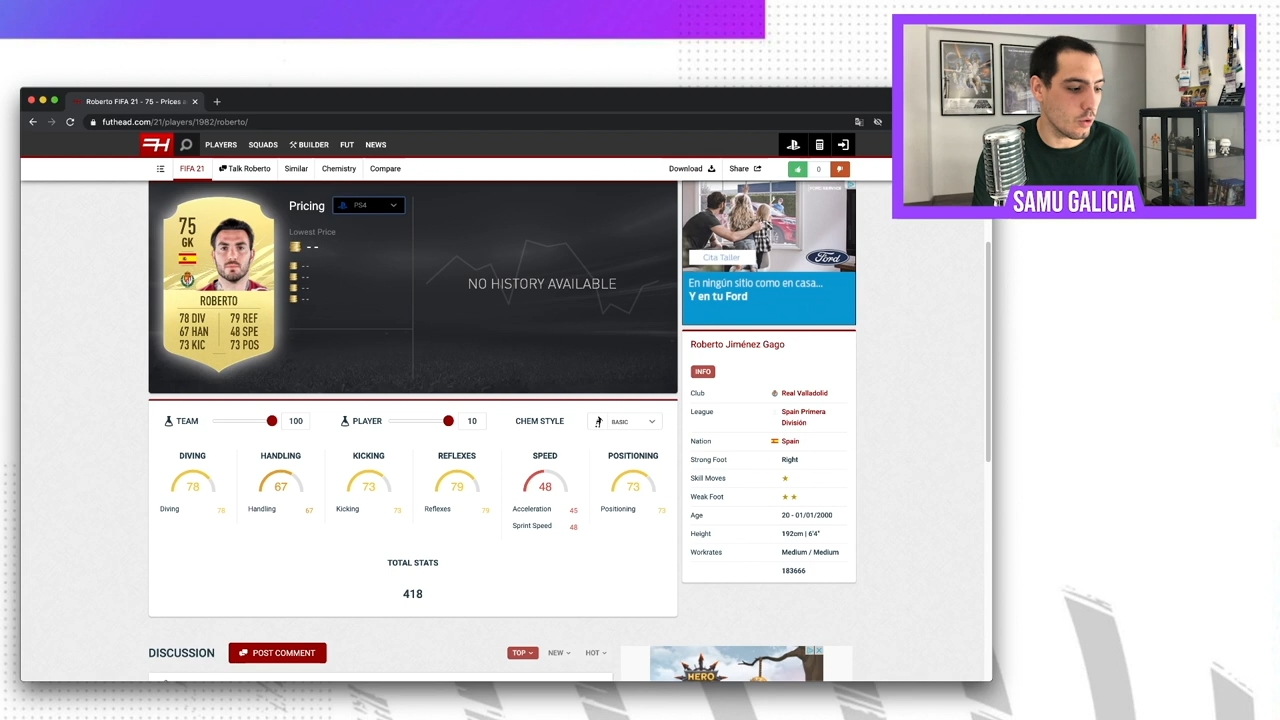 SAMU GALICIA
Roberto FIFA 21 - 75 - Prices a
futhead.com/21/players/1982/roberto/
FH
PLAYERS
SQUADS
BUILDER
FUT
NEWS
FIFA 21
Talk Roberto
Similar
Chemistry
Compare
Download
Share
0
75
GK
ROBERTO
78 DIV
79 REF
67 HAN
48 SPE
73 KIC
73 POS
Pricing
PS4
Lowest Price
--
--
--
--
--
NO HISTORY AVAILABLE
Cita Taller
Ford
En ningún sitio como en casa...
Y en tu Ford
Roberto Jiménez Gago
INFO
Club
Real Valladolid
League
Spain Primera
División
Nation
Spain
Strong Foot
Right
Skill Moves
Weak Foot
Age
20 - 01/01/2000
Height
192cm | 6'4"
Workrates
Medium / Medium
183666
TEAM
100
PLAYER
10
CHEM STYLE
BASIC
DIVING
HANDLING
KICKING
REFLEXES
SPEED
POSITIONING
78
67
73
79
48
73
Diving 78
Handling 67
Kicking 73
Reflexes 79
Acceleration 45
Sprint Speed 48
Positioning 73
TOTAL STATS
418
DISCUSSION
POST COMMENT
TOP
NEW
HOT
HERO